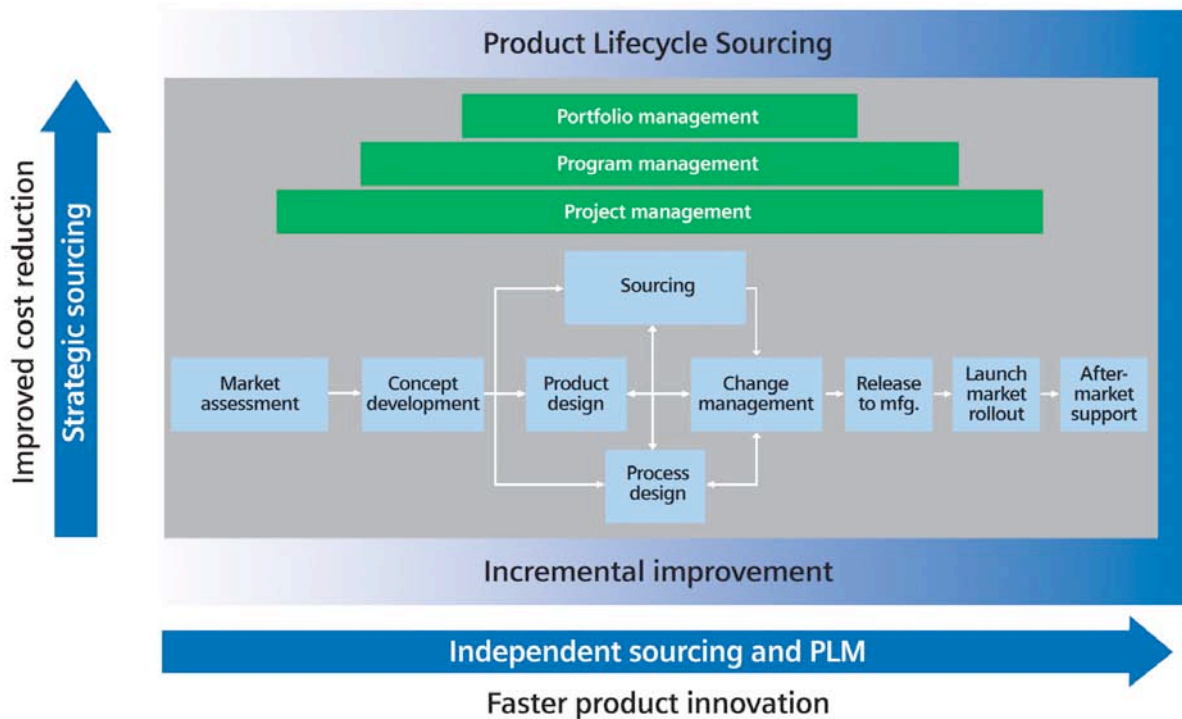 Product Lifecycle Sourcing
Improved cost reduction
Strategic sourcing
Portfolio management
Program management
Project management
Sourcing
Market
assessment
Concept
development
Product
design
Change
management
Release
to mfg.
Launch
market
rollout
After-
market
support
Process
design
Incremental improvement
Independent sourcing and PLM
Faster product innovation